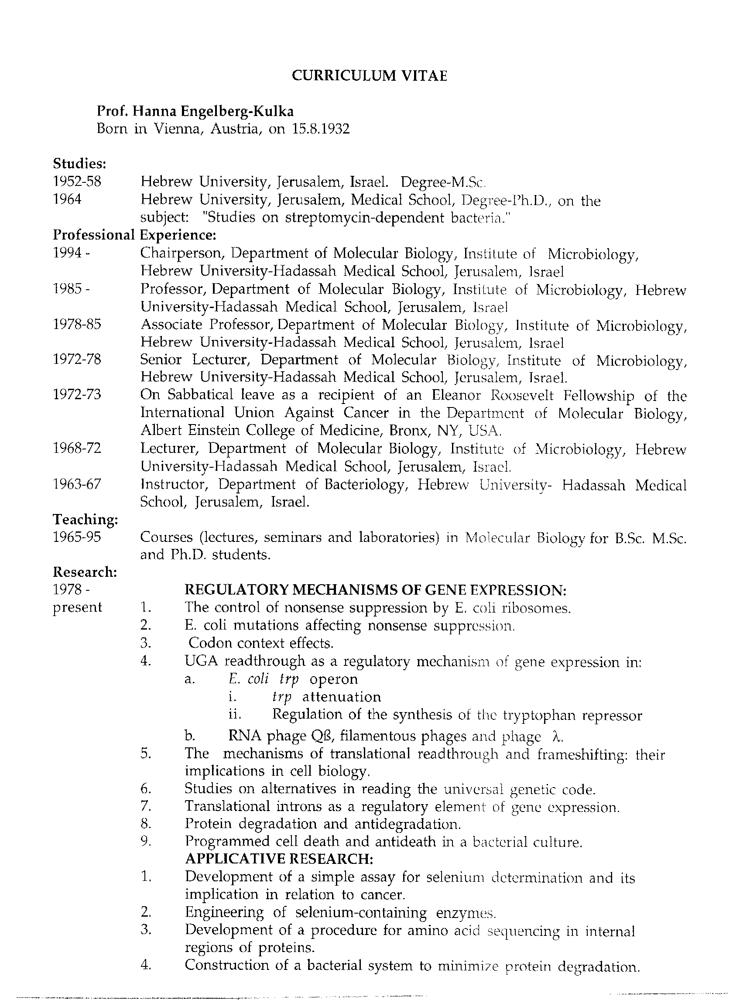 CURRICULUM VITAE
Prof. Hanna Engelberg-Kulka
Born in Vienna, Austria, on 15.8.1932
Studies:
1952-58 Hebrew University, Jerusalem, Israel. Degree-M.Sc.
1964 Hebrew University, Jerusalem, Medical School, Degree-Ph.D., on the
subject: "Studies on streptomycin-dependent bacteria."
Professional Experience:
1994 - Chairperson, Department of Molecular Biology, Institute of Microbiology,
Hebrew University-Hadassah Medical School, Jerusalem, Israel
1985 - Professor, Department of Molecular Biology, Institute of Microbiology, Hebrew
University-Hadassah Medical School, Jerusalem, Israel
1978-85 Associate Professor, Department of Molecular Biology, Institute of Microbiology,
Hebrew University-Hadassah Medical School, Jerusalem, Israel
1972-78 Senior Lecturer, Department of Molecular Biology, Institute of Microbiology,
Hebrew University-Hadassah Medical School, Jerusalem, Israel.
1972-73 On Sabbatical leave as a recipient of an Eleanor Roosevelt Fellowship of the
International Union Against Cancer in the Department of Molecular Biology,
Albert Einstein College of Medicine, Bronx, NY, USA.
1968-72 Lecturer, Department of Molecular Biology, Institute of Microbiology, Hebrew
University-Hadassah Medical School, Jerusalem, Israel.
1963-67 Instructor, Department of Bacteriology, Hebrew University- Hadassah Medical
School, Jerusalem, Israel.
Teaching:
1965-95 Courses (lectures, seminars and laboratories) in Molecular Biology for B.Sc. M.Sc.
and Ph.D. students.
Research:
1978 - REGULATORY MECHANISMS OF GENE EXPRESSION:
present 1. The control of nonsense suppression by E. coli ribosomes.
2. E. coli mutations affecting nonsense suppression.
3. Codon context effects.
4. UGA readthrough as a regulatory mechanism of gene expression in:
a. E. coli trp operon
i. trp attenuation
ii. Regulation of the synthesis of the tryptophan repressor
b. RNA phage Qß, filamentous phages and phage λ.
5. The mechanisms of translational readthrough and frameshifting: their
implications in cell biology.
6. Studies on alternatives in reading the universal genetic code.
7. Translational introns as a regulatory element of gene expression.
8. Protein degradation and antidegradation.
9. Programmed cell death and antideath in a bacterial culture.
APPLICATIVE RESEARCH:
1. Development of a simple assay for selenium determination and its
implication in relation to cancer.
2. Engineering of selenium-containing enzymes.
3. Development of a procedure for amino acid sequencing in internal
regions of proteins.
4. Construction of a bacterial system to minimize protein degradation.